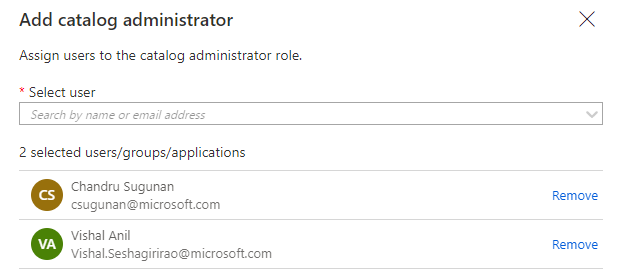 Add catalog administrator
Assign users to the catalog administrator role.
* Select user
Search by name or email address
2 selected users/groups/applications
CS
Chandru Sugunan
csugunan@microsoft.com
Remove
VA
Vishal Anil
Vishal.Seshagirirao@microsoft.com
Remove